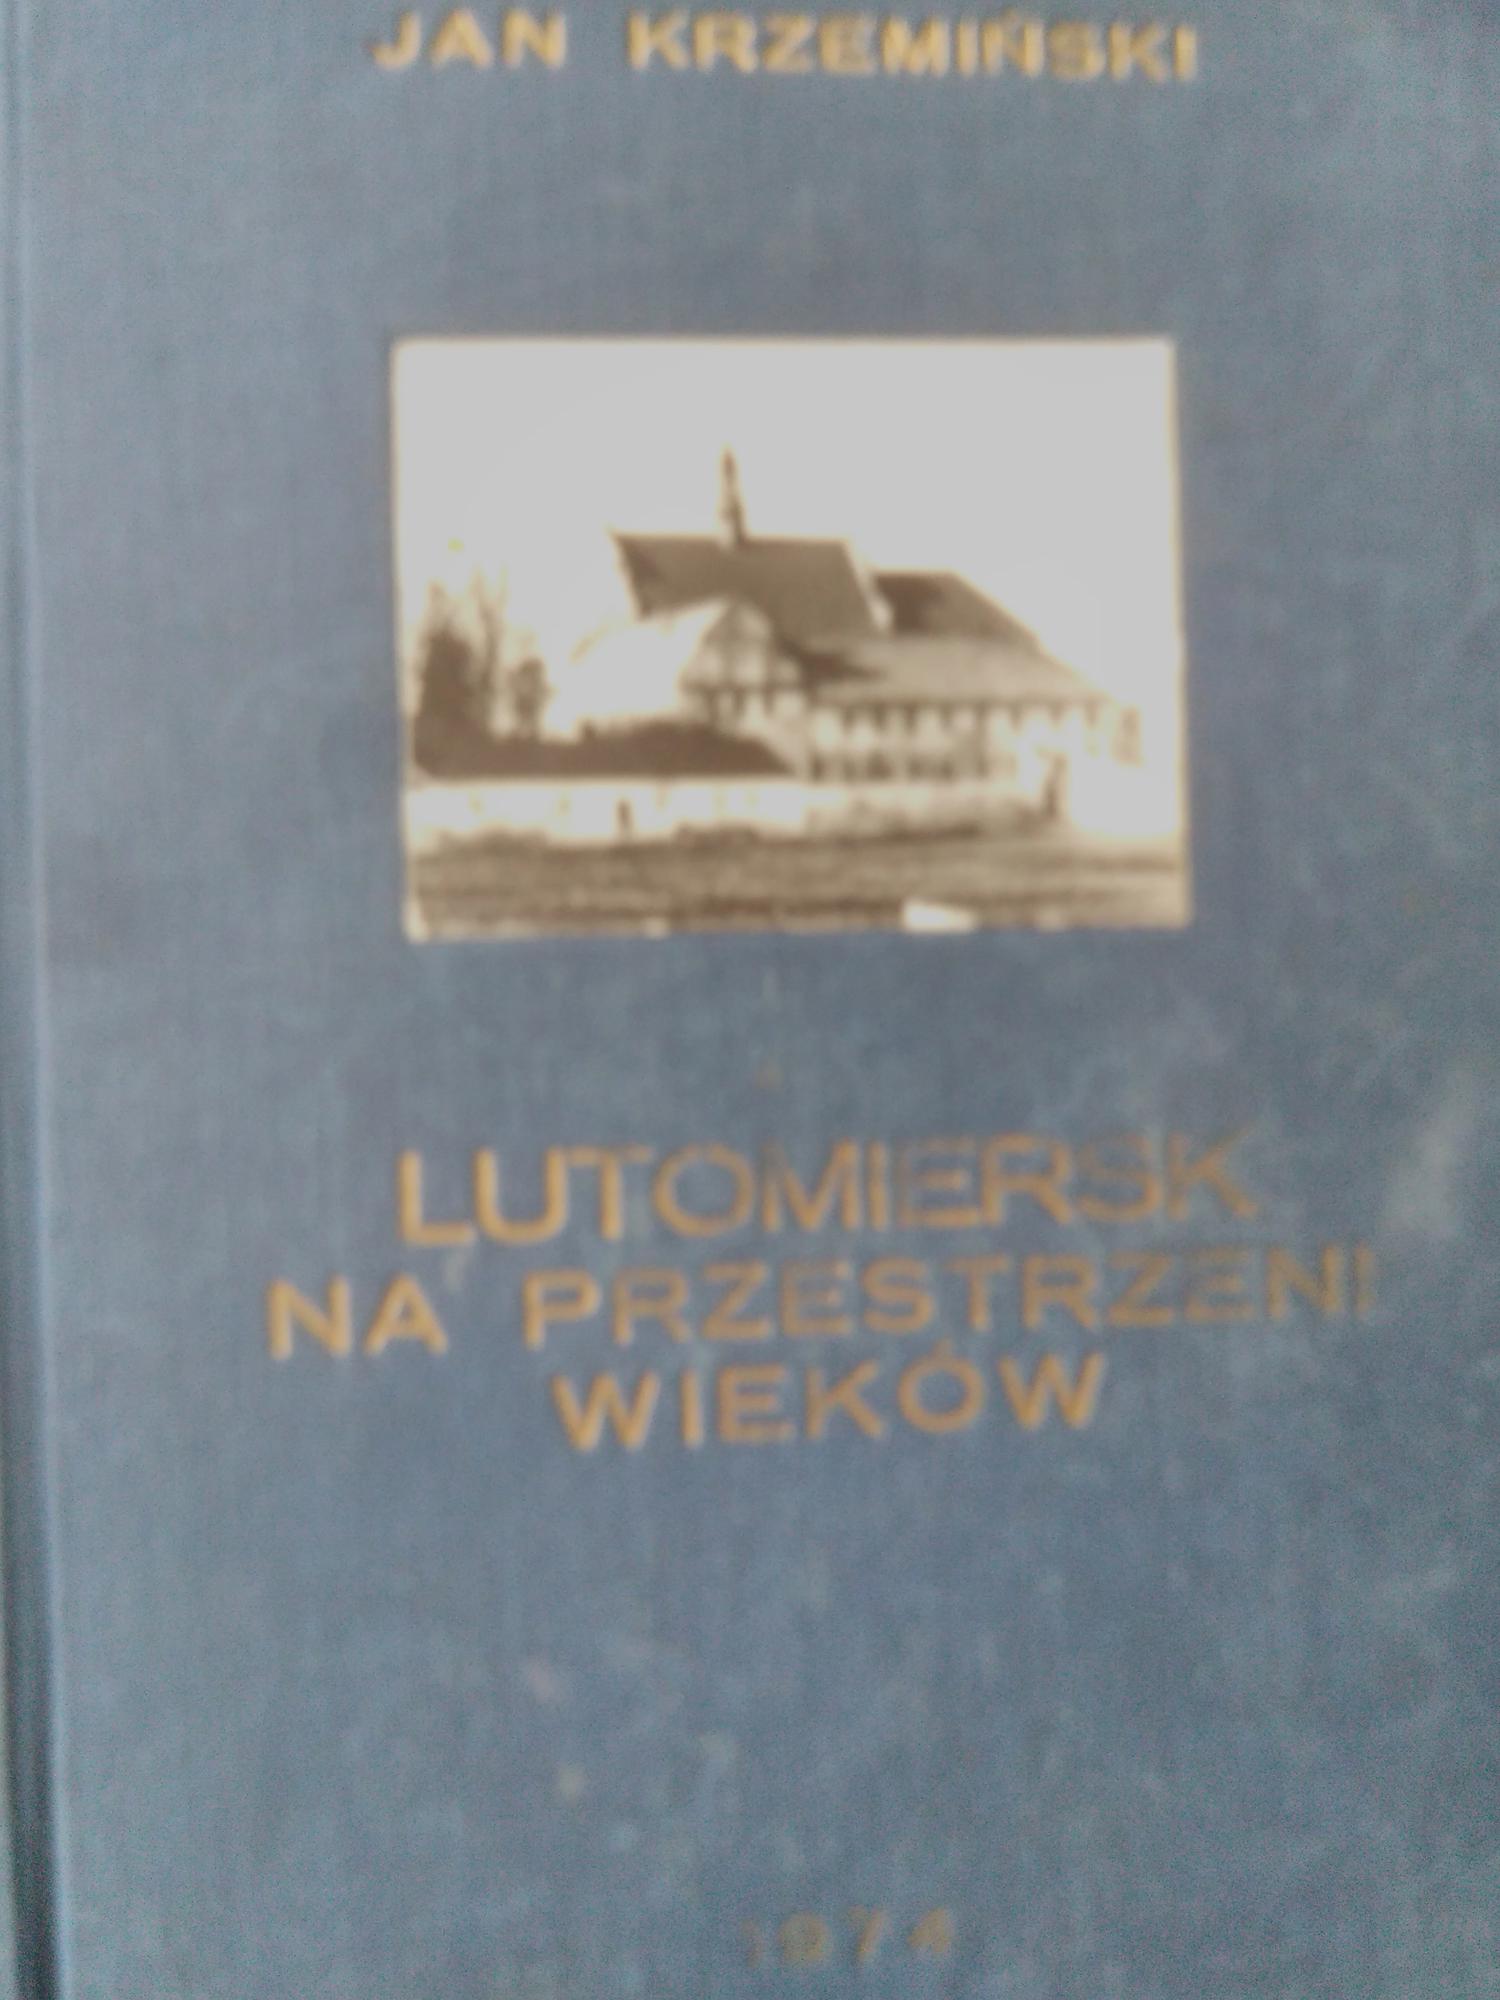 JAN KRZEMIŃSKI
LUTOMIERSK
NA PRZESTRZENI
WIEKÓW
1974